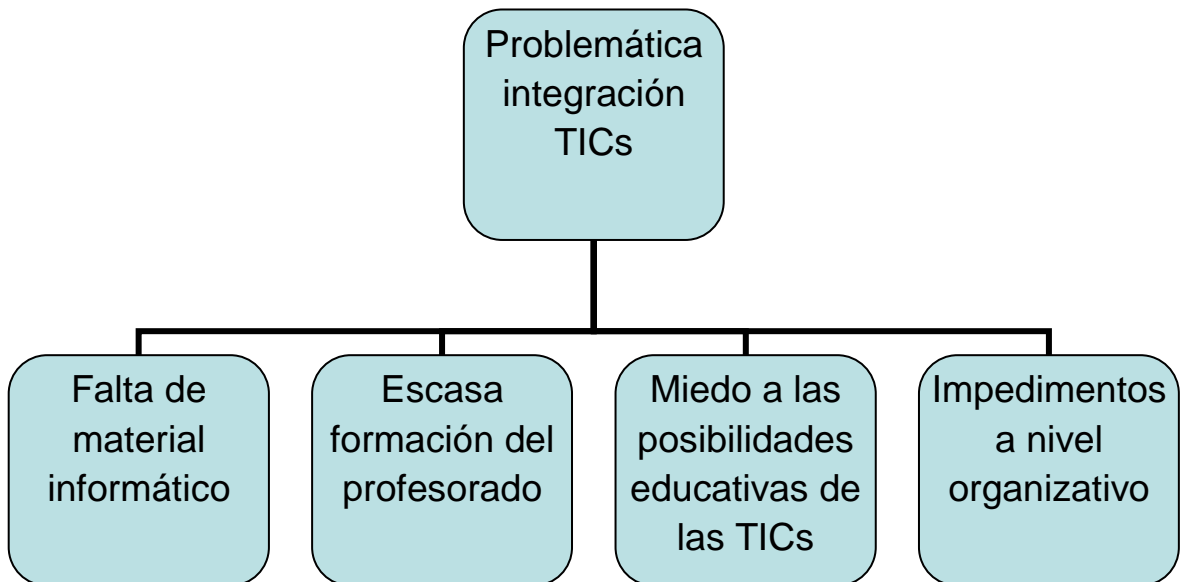 Problemática
integración
TICs
Falta de
material
informático
Escasa
formación del
profesorado
Miedo a las
posibilidades
educativas de
las TICs
Impedimentos
a nivel
organizativo